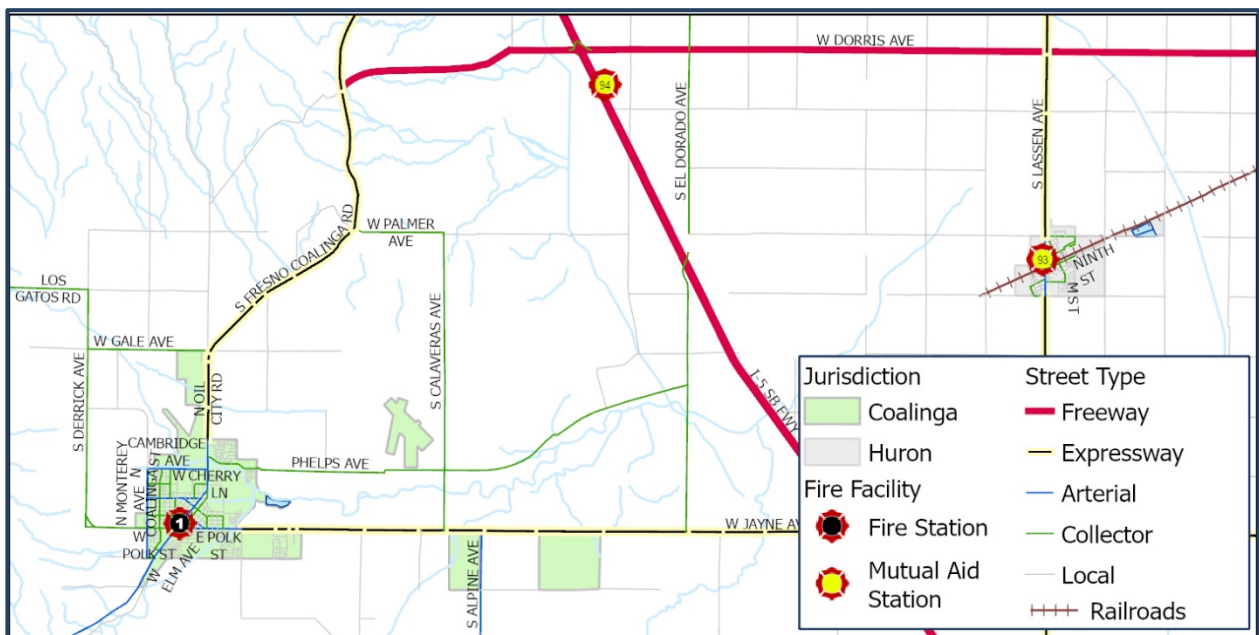 W DORRIS AVE
94
S EL DORADO AVE
S LASSEN AVE
W PALMER
AVE
S FRESNO COALINGA RD
93
NINTH
ST
M ST
LOS
GATOS RD
W GALE AVE
S DERRICK AVE
N OIL
CITY RD
S CALAVERAS AVE
I-5 SB FWY
CAMBRIDGE
AVE
N MONTEREY
AVE
N
COALINGA ST
W CHERRY
LN
PHELPS AVE
1
W
POLK ST
E POLK
ST
W
ELM AVE
W JAYNE AV
S ALPINE AVE
Jurisdiction
Coalinga
Huron
Fire Facility
Fire Station
Mutual Aid
Station
Street Type
Freeway
Expressway
Arterial
Collector
Local
Railroads